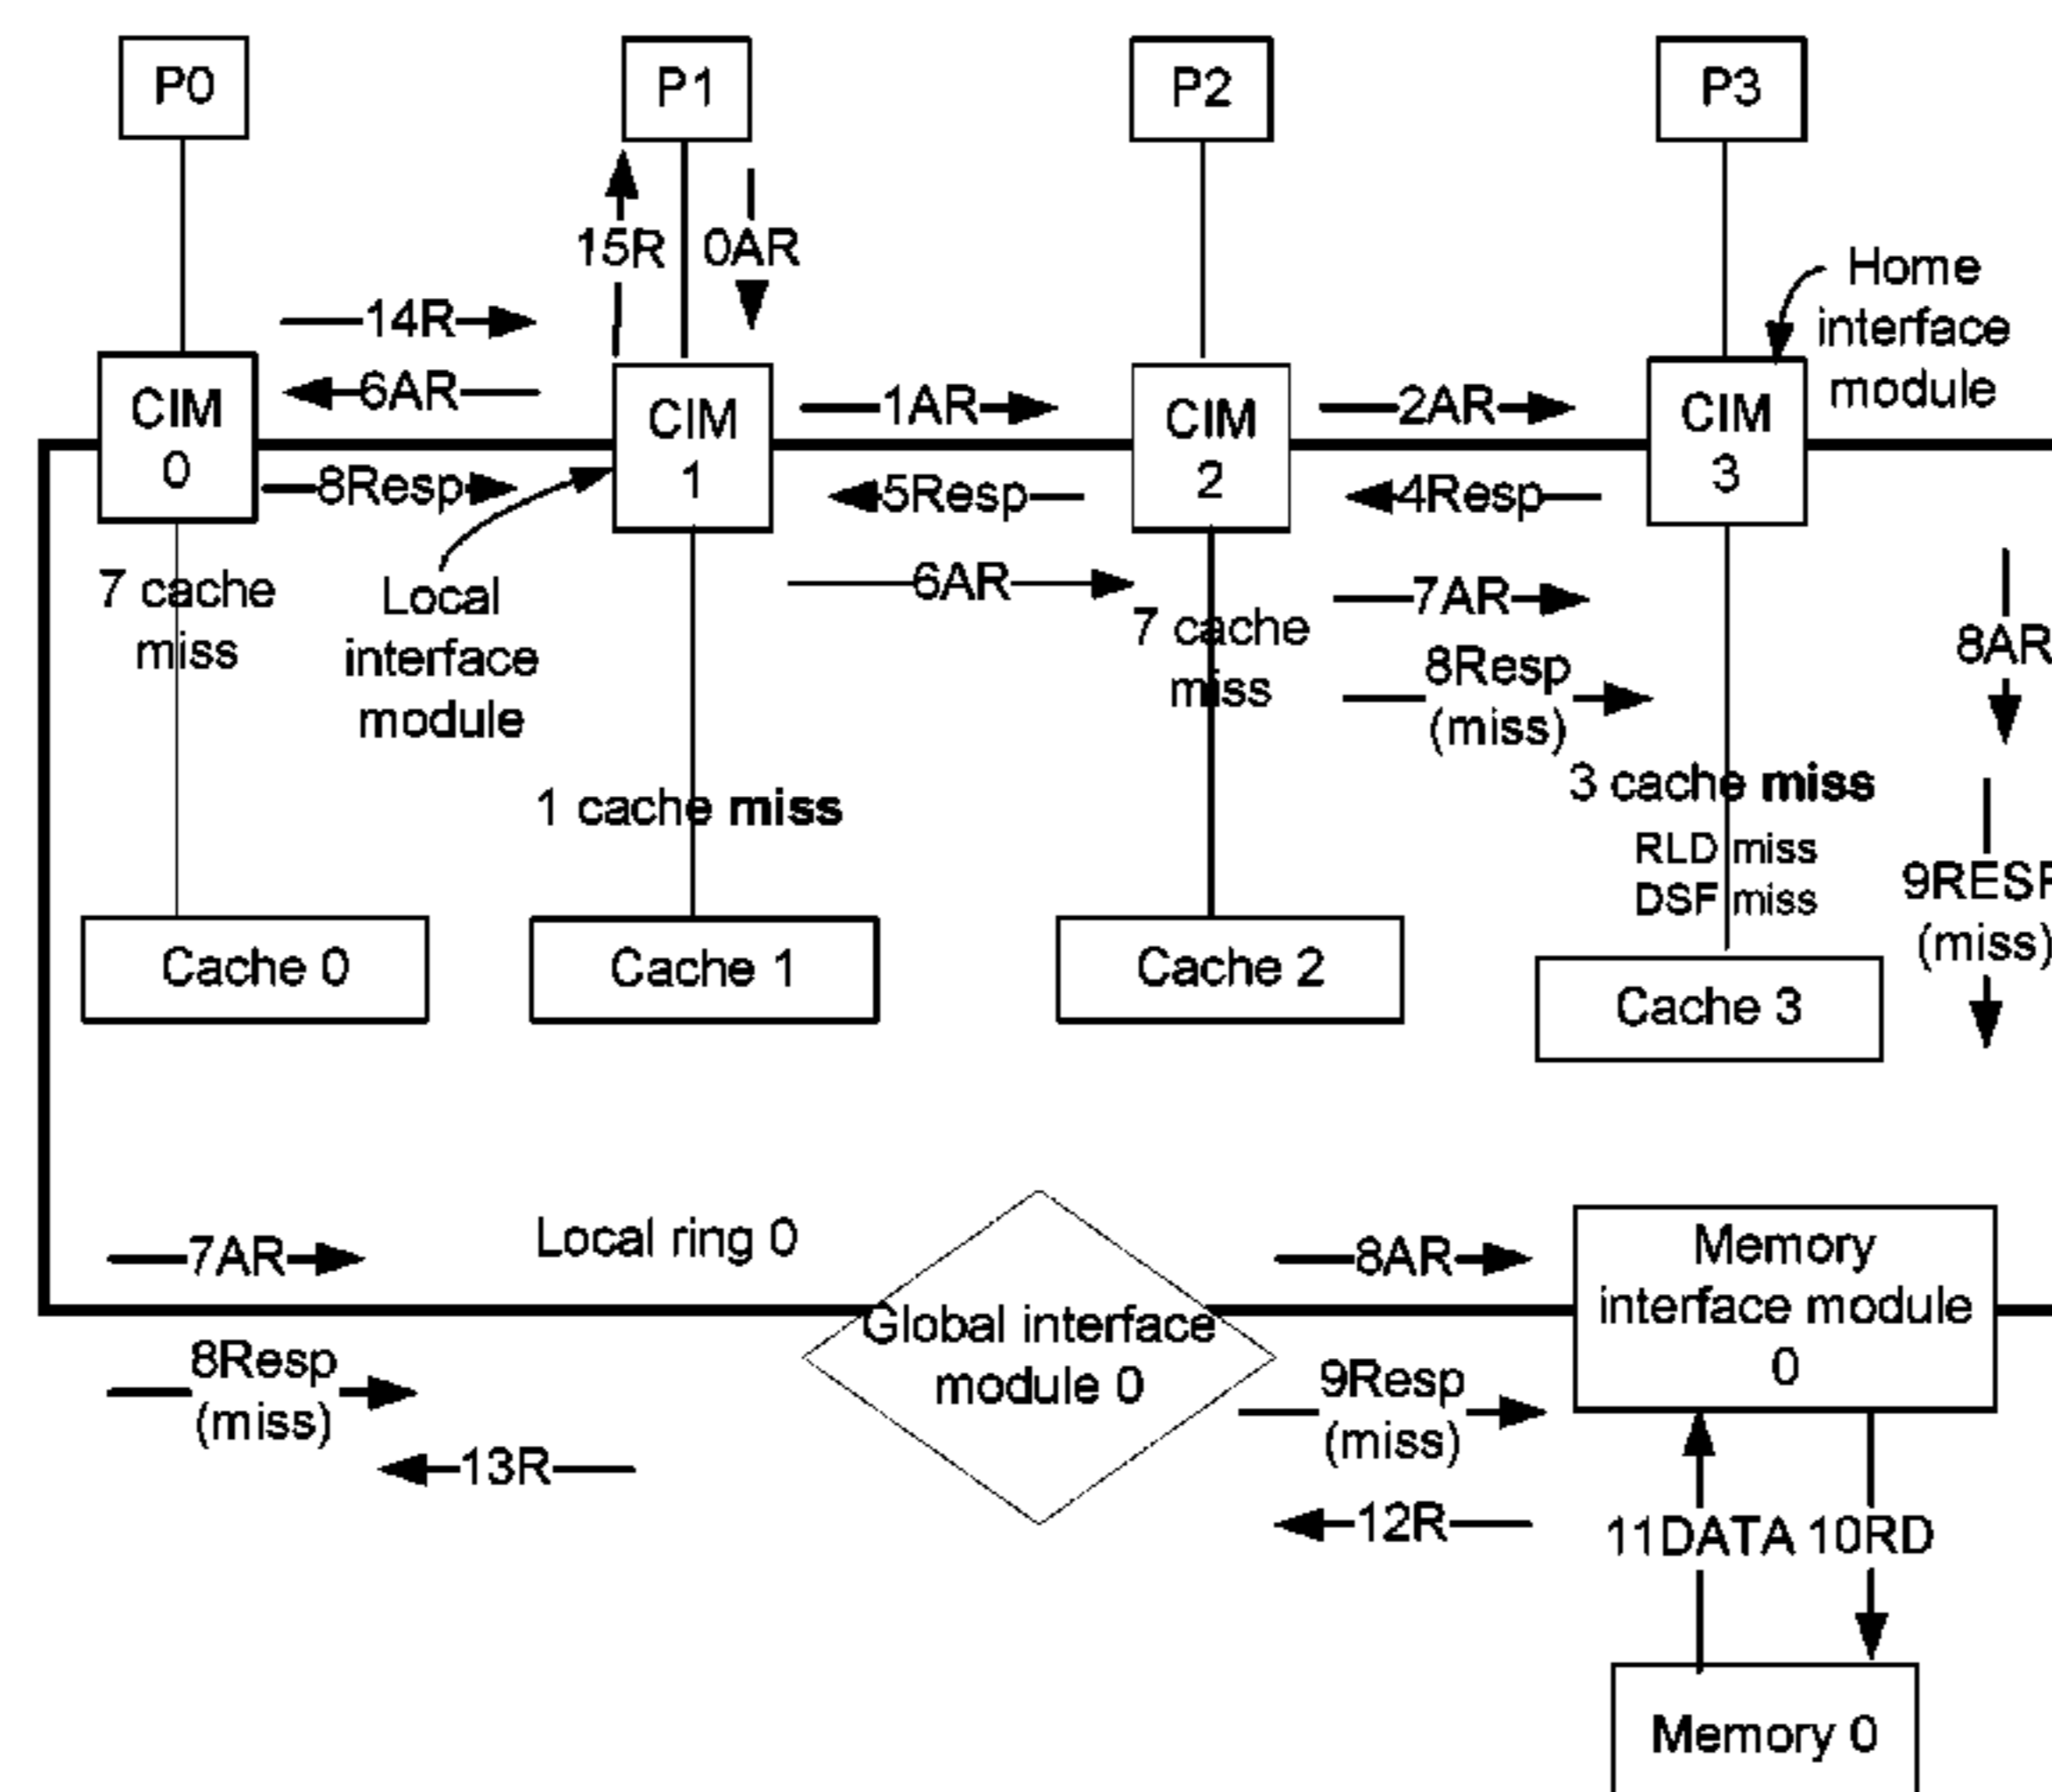 P0
P1
P2
P3
15R
0AR
Home
interface
module
14R
6AR
1AR
2AR
CIM
0
CIM
1
CIM
2
CIM
3
8Resp
5Resp
4Resp
6AR
7AR
7 cache
miss
Local
interface
module
7 cache
miss
8Resp
(miss)
8AR
1 cache miss
3 cache miss
RLD miss
DSF miss
9RESP
(miss)
Cache 0
Cache 1
Cache 2
Cache 3
7AR
Local ring 0
8AR
Memory
interface module
0
Global interface
module 0
8Resp
(miss)
9Resp
(miss)
13R
12R
11DATA
10RD
Memory 0